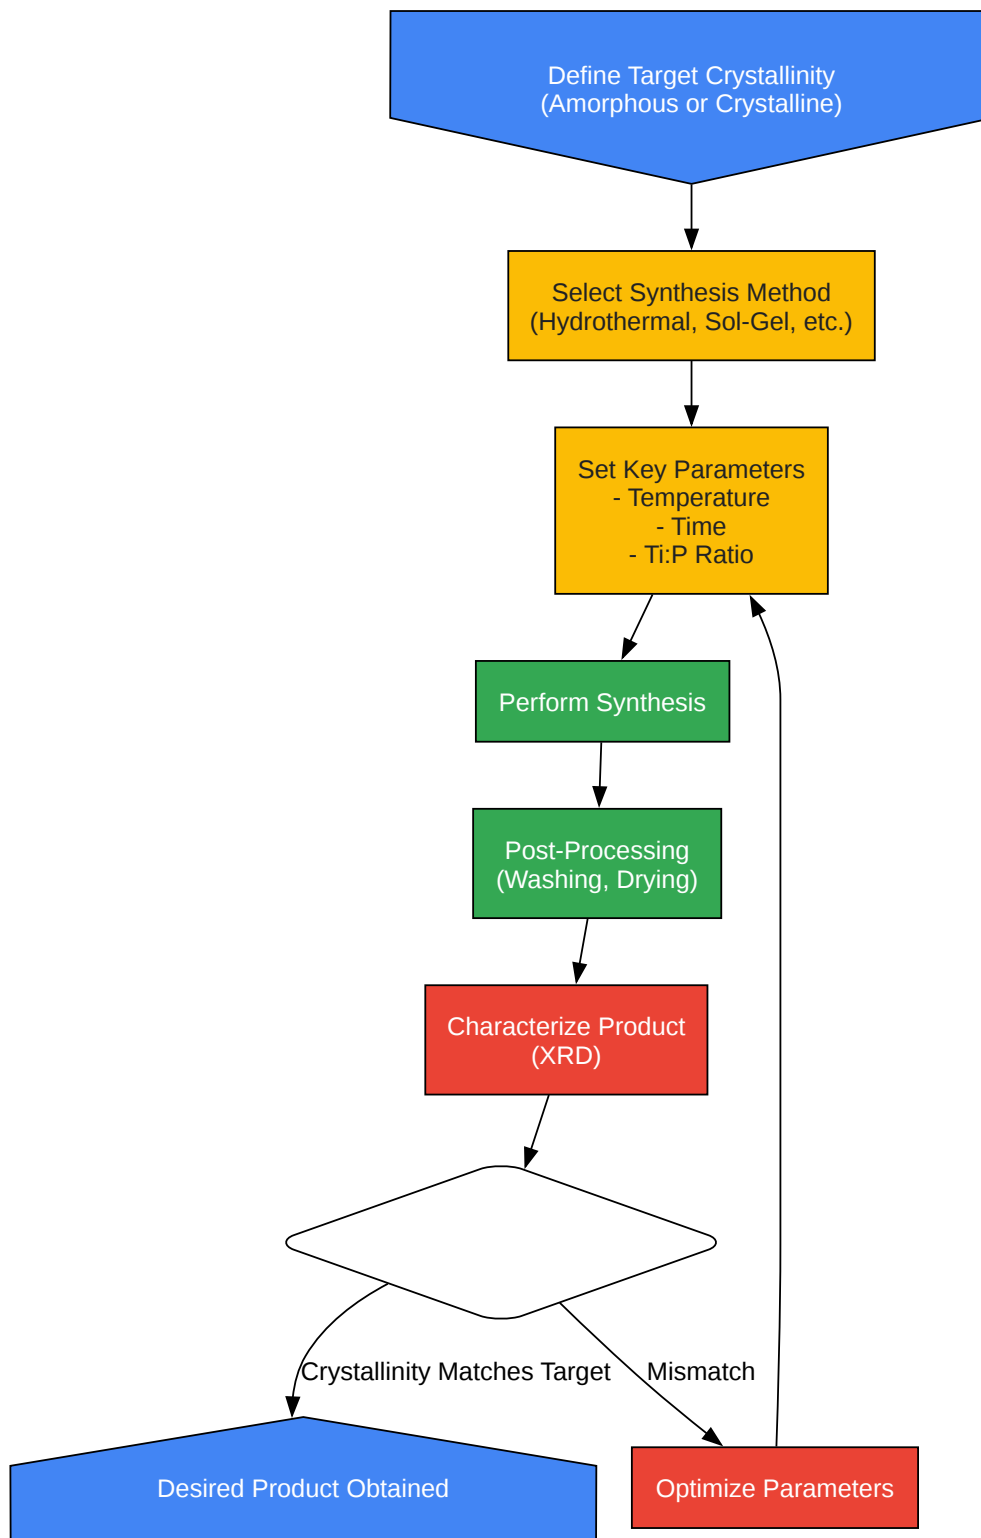 Define Target Crystallinity
(Amorphous or Crystalline)
Select Synthesis Method
(Hydrothermal, Sol-Gel, etc.)
Set Key Parameters
- Temperature
- Time
- Ti:P Ratio
Perform Synthesis
Post-Processing
(Washing, Drying)
Characterize Product
(XRD)
Crystallinity Matches Target
Mismatch
Desired Product Obtained
Optimize Parameters